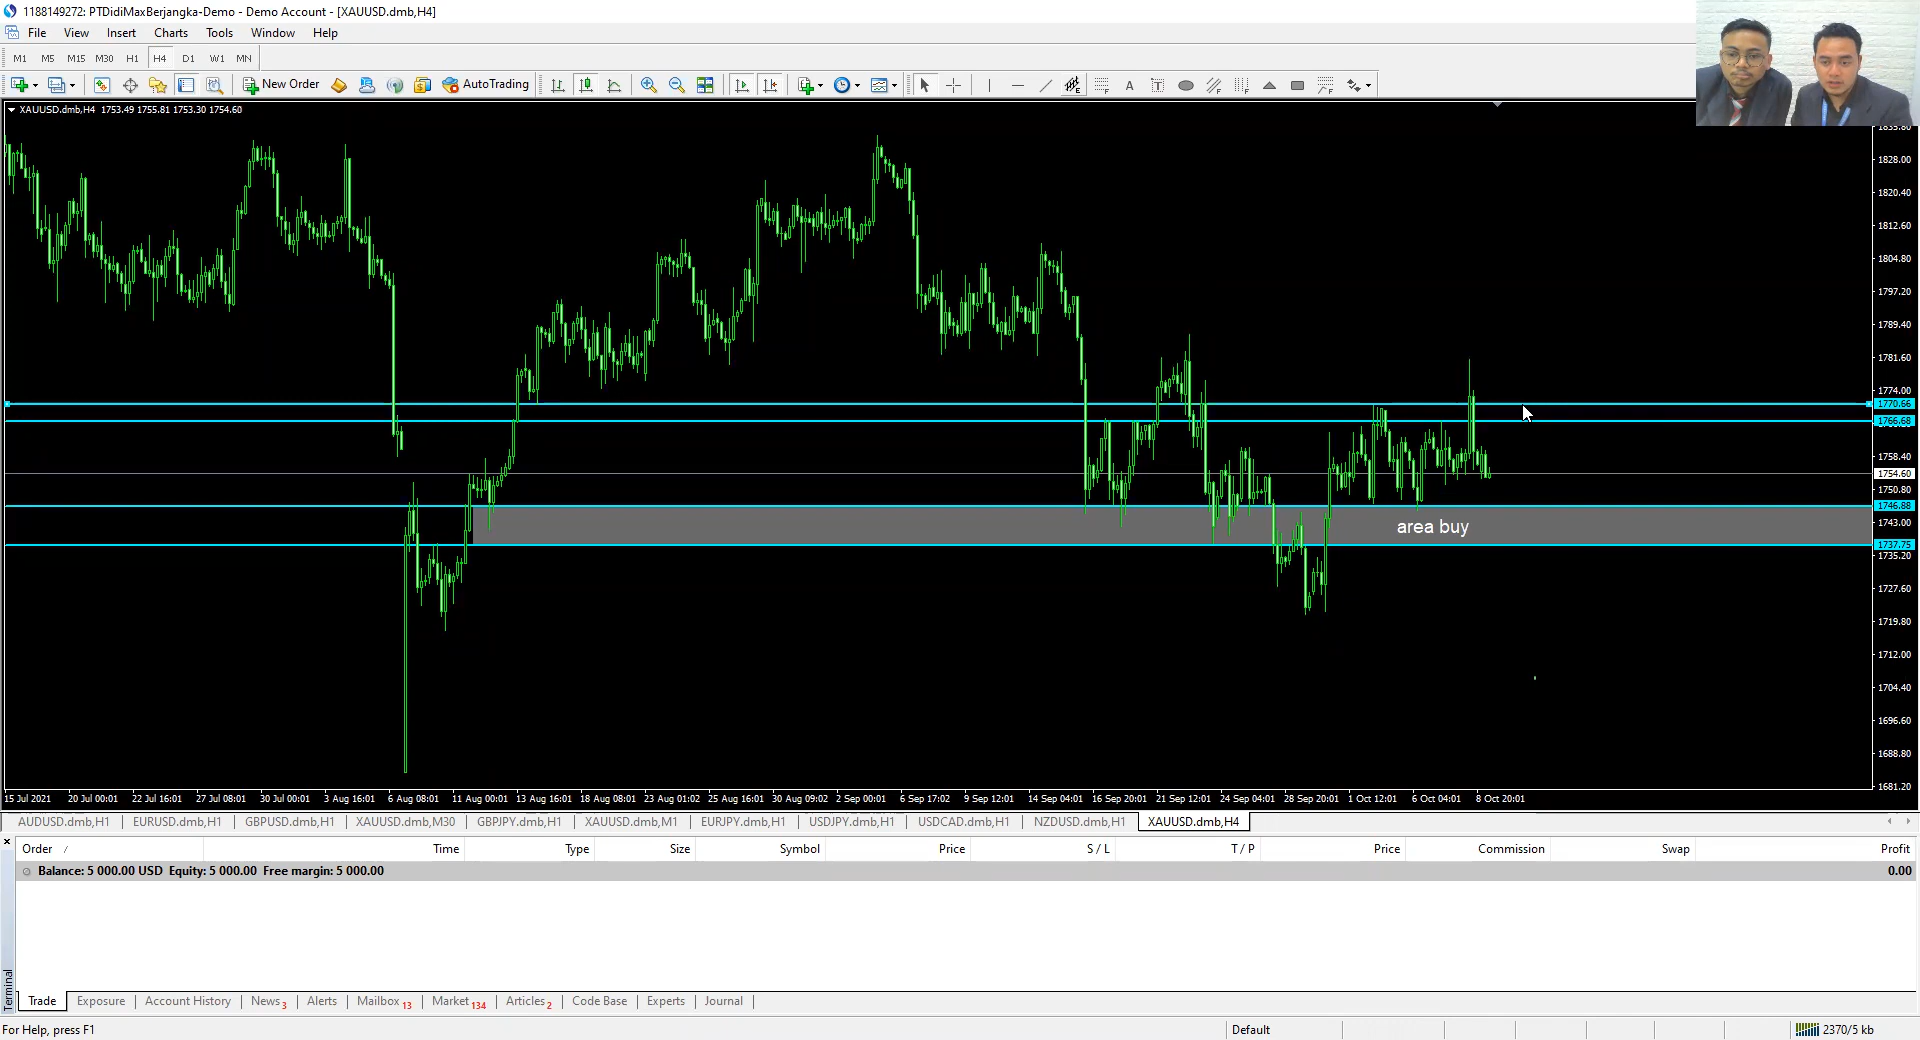 1188149272: PTDidiMaxBerjangka-Demo - Demo Account - [XAUUSD.dmb,H4]
File View Insert Charts Tools Window Help
M1 M5 M15 M30 H1 H4 D1 W1 MN
New Order AutoTrading A T
XAUUSD.dmb,H4 1753.49 1755.81 1753.30 1754.60
1835.80
1828.00
1820.40
1812.60
1804.80
1797.20
1789.40
1781.60
1774.00
1770.66
1766.68
1758.40
1754.60
1750.80
1746.88
area buy
1743.00
1737.75
1735.20
1727.60
1719.80
1712.00
1704.40
1696.60
1688.80
1681.20
15 Jul 2021 20 Jul 00:01 22 Jul 16:01 27 Jul 08:01 30 Jul 00:01 3 Aug 16:01 6 Aug 08:01 11 Aug 00:01 13 Aug 16:01 18 Aug 08:01 23 Aug 01:02 25 Aug 16:01 30 Aug 09:02 2 Sep 00:01 6 Sep 17:02 9 Sep 12:01 14 Sep 04:01 16 Sep 20:01 21 Sep 12:01 24 Sep 04:01 28 Sep 20:01 1 Oct 12:01 6 Oct 04:01 8 Oct 20:01
AUDUSD.dmb,H1 EURUSD.dmb,H1 GBPUSD.dmb,H1 XAUUSD.dmb,M30 GBPJPY.dmb,H1 XAUUSD.dmb,M1 EURJPY.dmb,H1 USDJPY.dmb,H1 USDCAD.dmb,H1 NZDUSD.dmb,H1 XAUUSD.dmb,H4
Order / Time Type Size Symbol Price S / L T / P Price Commission Swap Profit
Balance: 5 000.00 USD Equity: 5 000.00 Free margin: 5 000.00 0.00
Terminal
Trade Exposure Account History News 3 Alerts Mailbox 13 Market 134 Articles 2 Code Base Experts Journal
For Help, press F1 Default 2370/5 kb